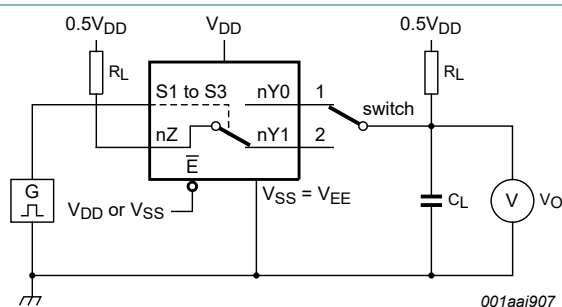 0.5VDD
VDD
0.5VDD
RL
S1 to S3
nY0
1
RL
switch
nZ
nY1
2
E
G
VDD or VSS
VSS = VEE
CL
V
VO
001aaj907